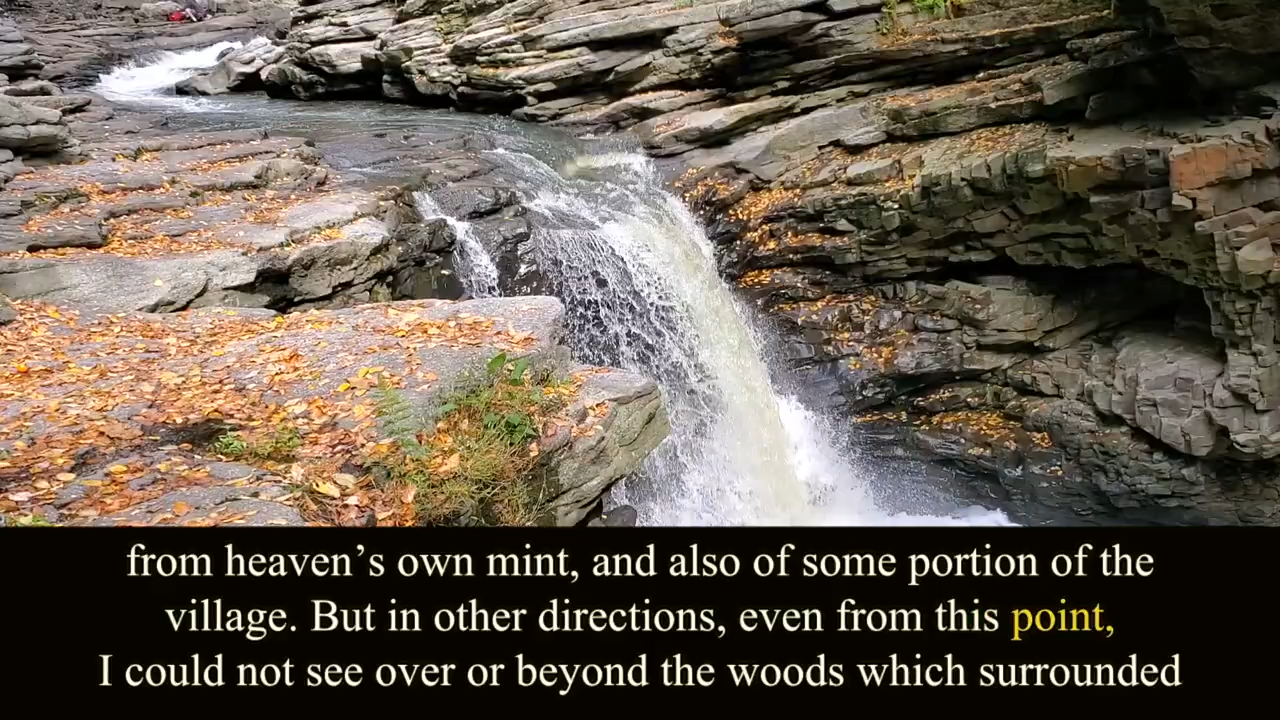 from heaven’s own mint, and also of some portion of the
village. But in other directions, even from this point,
I could not see over or beyond the woods which surrounded